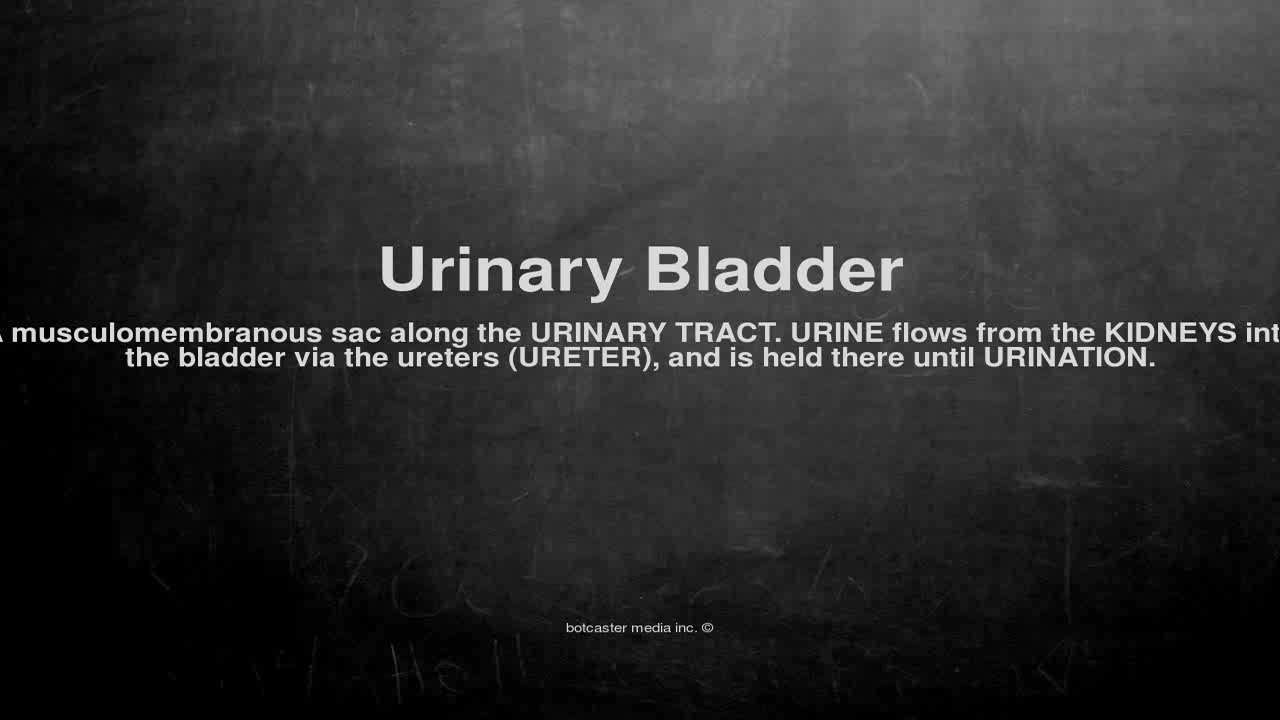 Urinary Bladder
musculomembranous sac along the URINARY TRACT. URINE flows from the KIDNEYS int
the bladder via the ureters (URETER), and is held there until URINATION.
botcaster media inc. ©